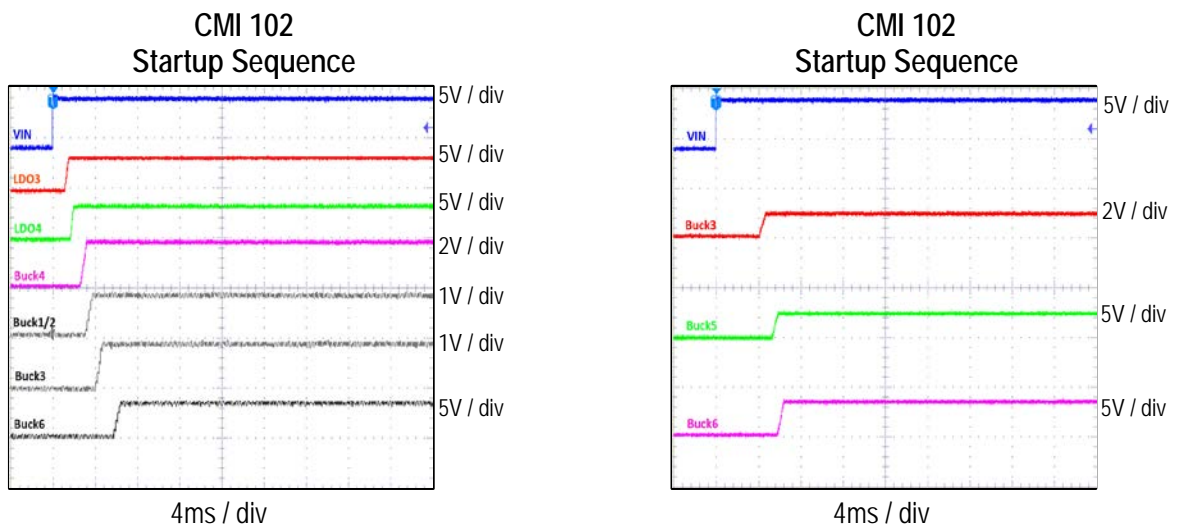 CMI 102
Startup Sequence
5V / div
VIN
5V / div
LDO3
5V / div
LDO4
2V / div
Buck4
1V / div
Buck1/2
1V / div
Buck3
5V / div
Buck6
4ms / div
CMI 102
Startup Sequence
5V / div
VIN
2V / div
Buck3
5V / div
Buck5
5V / div
Buck6
4ms / div